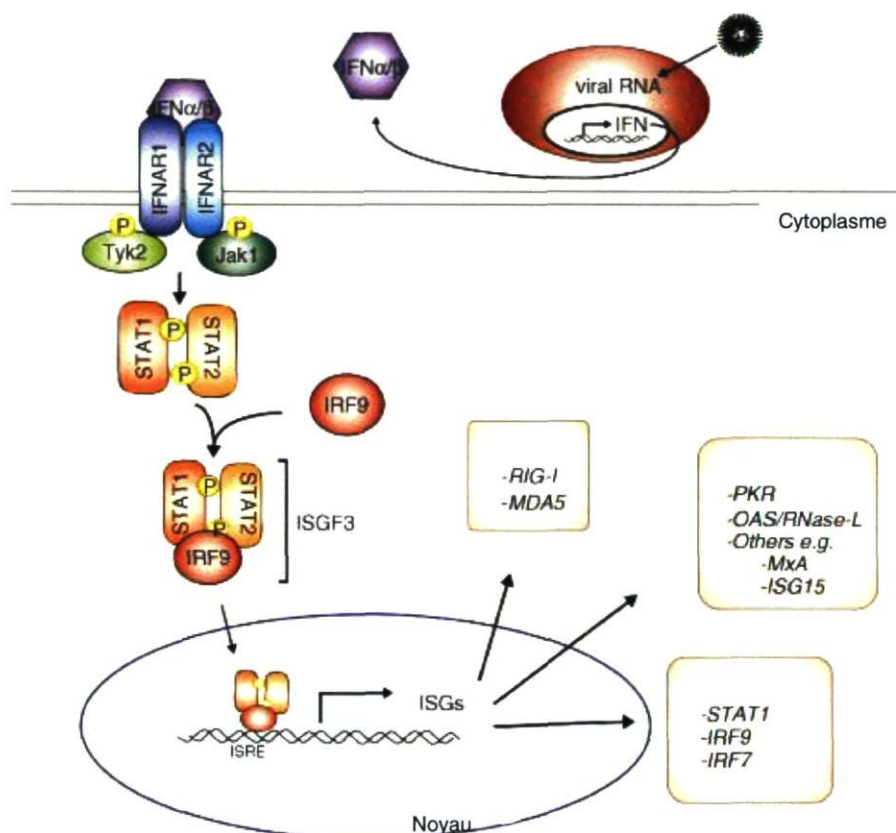 IFNα/β
viral RNA
IFN
IFNα/β
IFNAR1
IFNAR2
Cytoplasme
P
P
Tyk2
Jak1
STAT1
P
STAT2
P
IRF9
STAT1
P
STAT2
P
IRF9
ISGF3
-RIG-I
-MDA5
-PKR
-OAS/RNase-L
-Others e.g.
-MxA
-ISG15
ISGs
ISRE
-STAT1
-IRF9
-IRF7
Noyau